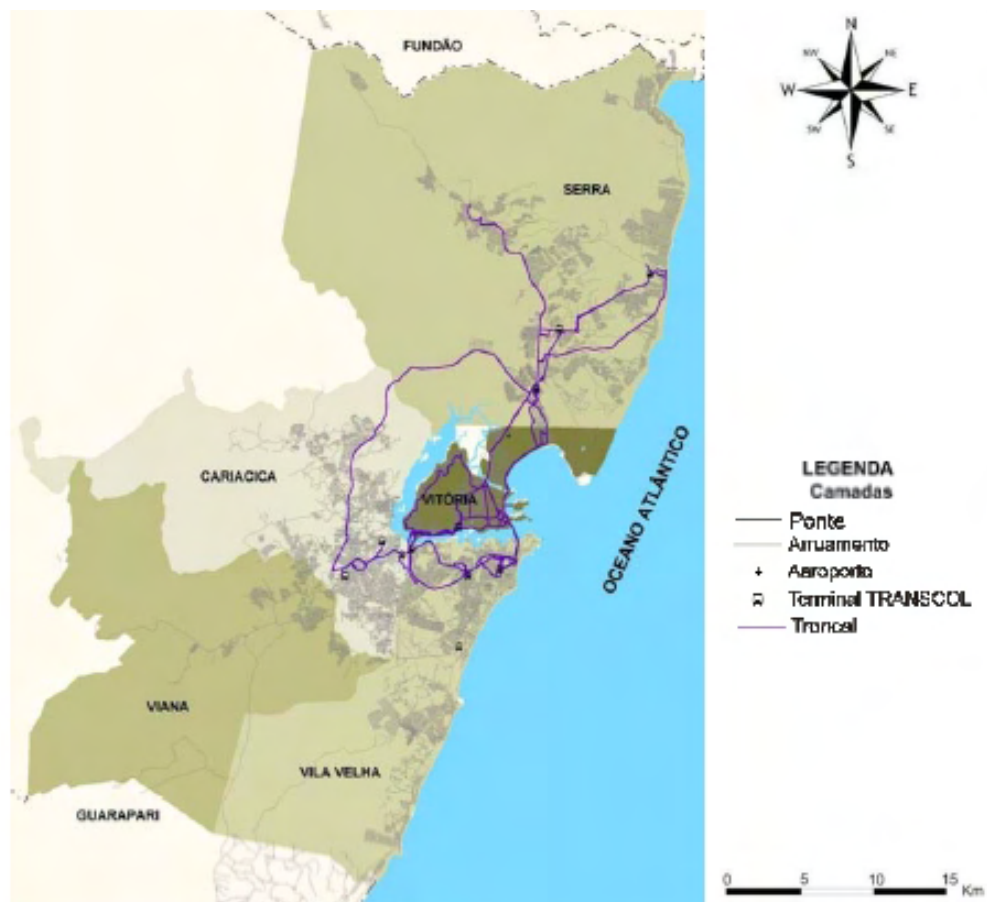 FUNDÃO
SERRA
CARIACICA
VITÓRIA
OCEANO ATLÂNTICO
VIANA
VILA VELHA
GUARAPARI
N
NW
NE
W
E
SW
SE
S
LEGENDA
Camadas
Ponte
Arruamento
Aeroporto
Terminal TRANSCOL
Troncal
0 5 10 15 Km